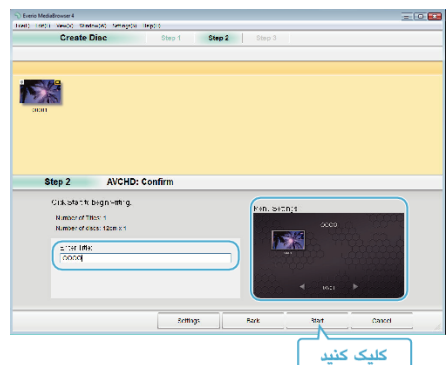 Everio MediaBrowser 4
Create Disc Step 1 Step 2 Step 3
00001
Step 2 AVCHD: Confirm
Click Start to begin writing.
Number of Titles: 1
Number of discs: 12cm x 1
Enter Title:
Menu Settings
BACK
Settings Back Start Cancel
کلیک کنید